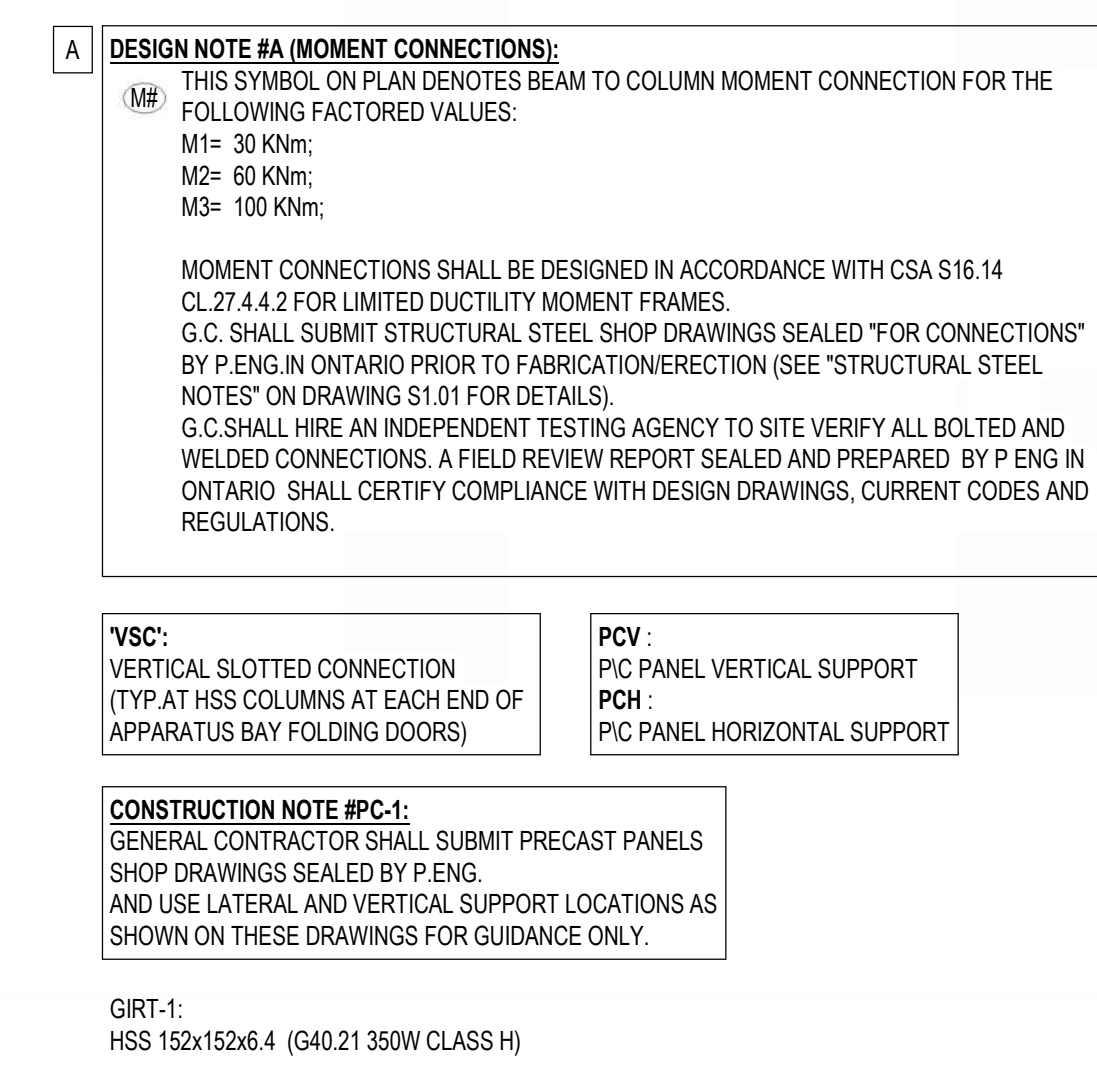 A
DESIGN NOTE #A (MOMENT CONNECTIONS):
M# THIS SYMBOL ON PLAN DENOTES BEAM TO COLUMN MOMENT CONNECTION FOR THE
FOLLOWING FACTORED VALUES:
M1= 30 KNm;
M2= 60 KNm;
M3= 100 KNm;
MOMENT CONNECTIONS SHALL BE DESIGNED IN ACCORDANCE WITH CSA S16.14
CL.27.4.4.2 FOR LIMITED DUCTILITY MOMENT FRAMES.
G.C. SHALL SUBMIT STRUCTURAL STEEL SHOP DRAWINGS SEALED "FOR CONNECTIONS"
BY P.ENG.IN ONTARIO PRIOR TO FABRICATION/ERECTION (SEE "STRUCTURAL STEEL
NOTES" ON DRAWING S1.01 FOR DETAILS).
G.C.SHALL HIRE AN INDEPENDENT TESTING AGENCY TO SITE VERIFY ALL BOLTED AND
WELDED CONNECTIONS. A FIELD REVIEW REPORT SEALED AND PREPARED BY P ENG IN
ONTARIO SHALL CERTIFY COMPLIANCE WITH DESIGN DRAWINGS, CURRENT CODES AND
REGULATIONS.
'VSC':
VERTICAL SLOTTED CONNECTION
(TYP.AT HSS COLUMNS AT EACH END OF
APPARATUS BAY FOLDING DOORS)
PCV :
P\C PANEL VERTICAL SUPPORT
PCH :
P\C PANEL HORIZONTAL SUPPORT
CONSTRUCTION NOTE #PC-1:
GENERAL CONTRACTOR SHALL SUBMIT PRECAST PANELS
SHOP DRAWINGS SEALED BY P.ENG.
AND USE LATERAL AND VERTICAL SUPPORT LOCATIONS AS
SHOWN ON THESE DRAWINGS FOR GUIDANCE ONLY.
GIRT-1:
HSS 152x152x6.4 (G40.21 350W CLASS H)